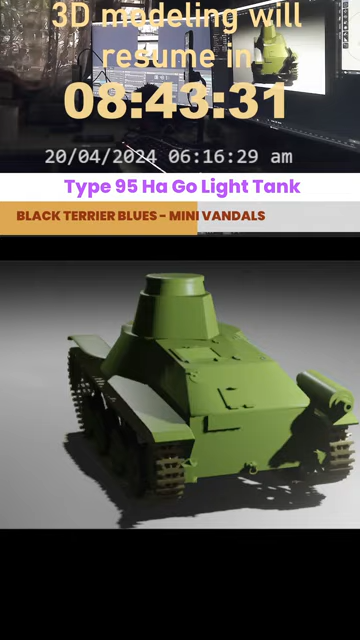 3D modeling will
resume in
08:43:31
20/04/2024 06:16:29 am
Type 95 Ha Go Light Tank
BLACK TERRIER BLUES - MINI VANDALS